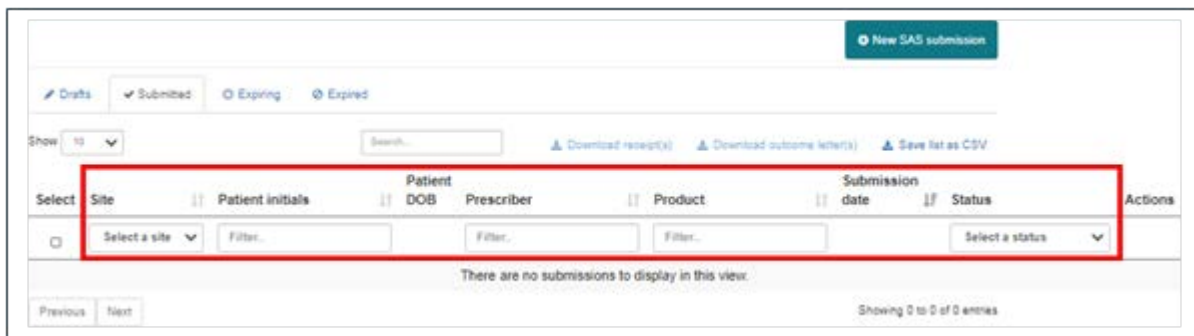 New SAS submission
Drafts Submitted Expiring Expired
Show 10 Search... Download receipt(s) Download outcome letter(s) Save list as CSV
Select Site Patient initials Patient DOB Prescriber Product Submission date Status Actions
Select a site Filter... Filter... Filter... Select a status
There are no submissions to display in this view.
Previous Next Showing 0 to 0 of 0 entries